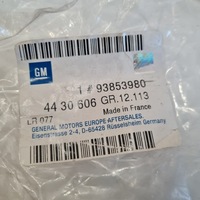 GM
1 # 93853980
44 30 606 GR.12.113
Made in France
LR 077
GENERAL MOTORS EUROPE AFTERSALES.
Eisenstrasse 2-4, D-65428 Rüsselsheim Germany